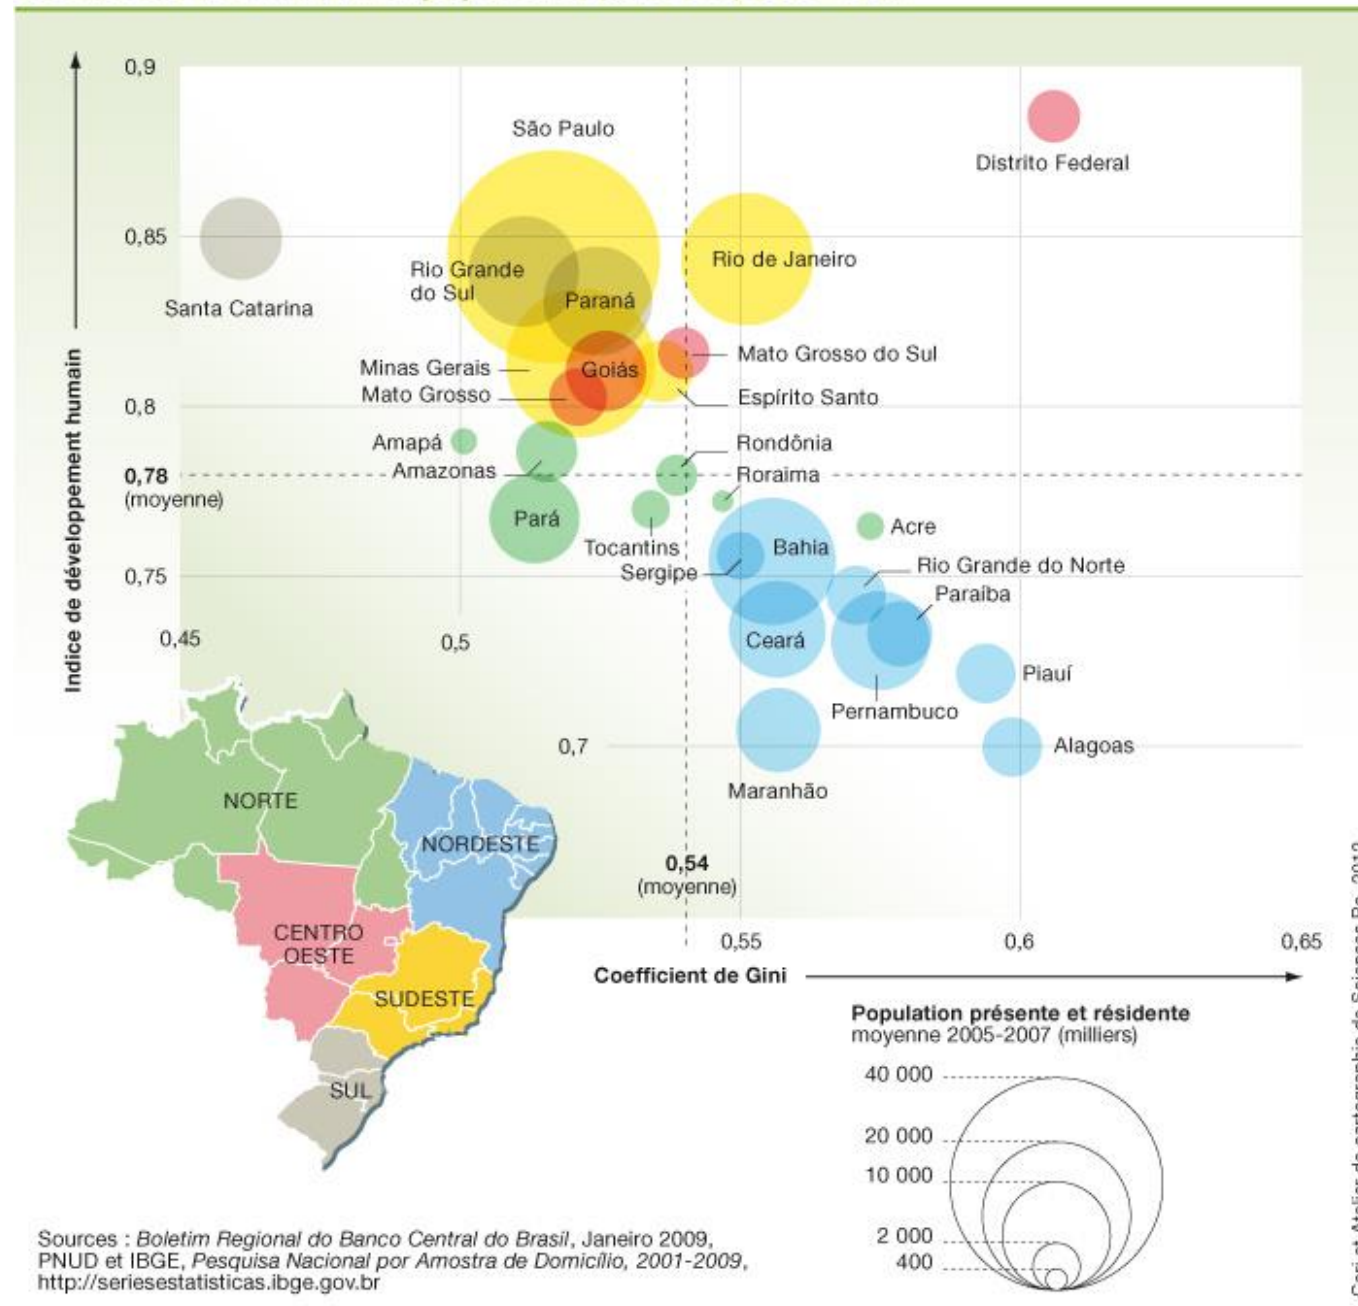 0,9
São Paulo
Distrito Federal
0,85
Rio Grande
do Sul
Rio de Janeiro
Paraná
Santa Catarina
Mato Grosso do Sul
Minas Gerais
Goiás
Mato Grosso
Espírito Santo
0,8
Amapá
Rondônia
Amazonas
Roraima
0,78
(moyenne)
Pará
Acre
Tocantins
Bahia
Sergipe
Rio Grande do Norte
0,75
Paraíba
Indice de développement humain
0,45
0,5
Ceará
Piauí
Pernambuco
0,7
Alagoas
Maranhão
NORTE
NORDESTE
0,54
(moyenne)
CENTRO
OESTE
0,55
0,6
0,65
Coefficient de Gini
SUDESTE
SUL
Population présente et résidente
moyenne 2005-2007 (milliers)
40 000
20 000
10 000
2 000
400
Sources : Boletim Regional do Banco Central do Brasil, Janeiro 2009,
PNUD et IBGE, Pesquisa Nacional por Amostra de Domicílio, 2001-2009,
http://seriesestatisticas.ibge.gov.br